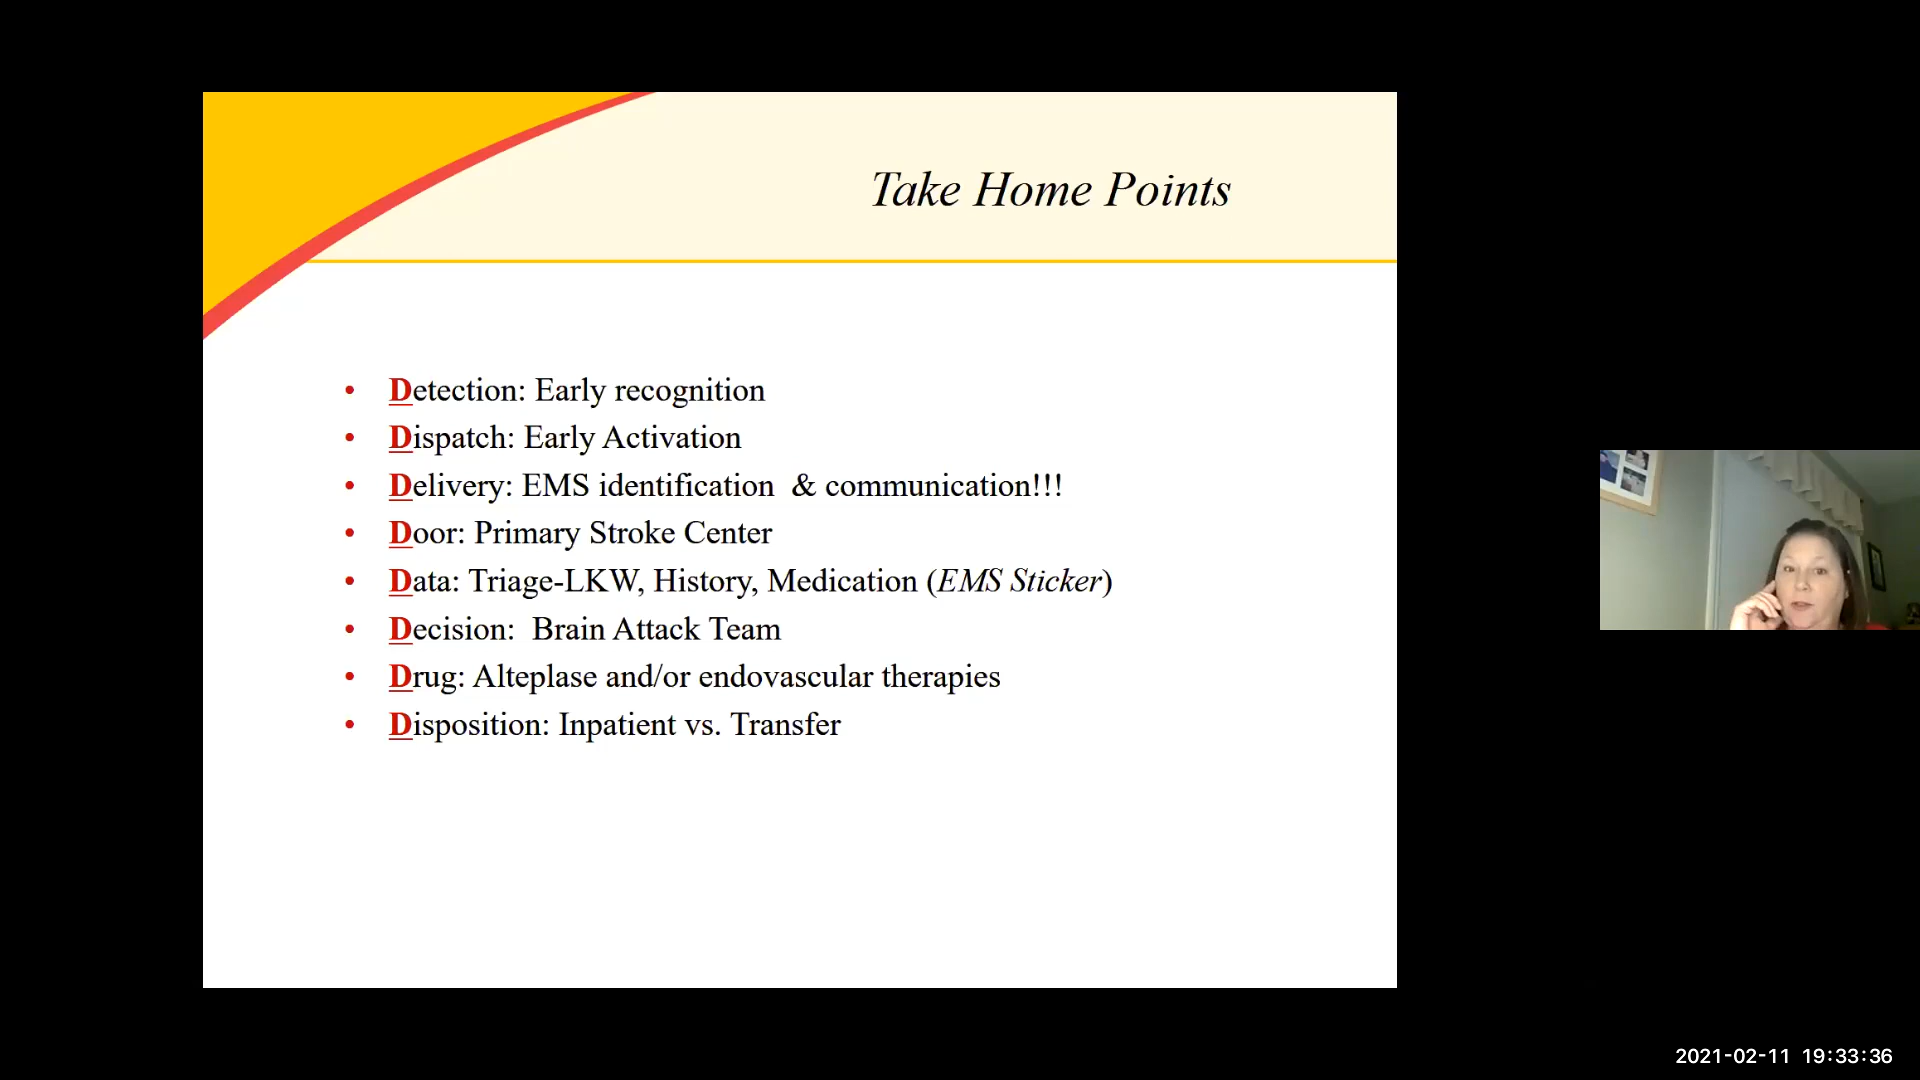 Take Home Points
• Detection: Early recognition
• Dispatch: Early Activation
• Delivery: EMS identification  & communication!!!
• Door: Primary Stroke Center
• Data: Triage-LKW, History, Medication (EMS Sticker)
• Decision:  Brain Attack Team
• Drug: Alteplase and/or endovascular therapies
• Disposition: Inpatient vs. Transfer
2021-02-11 19:33:36